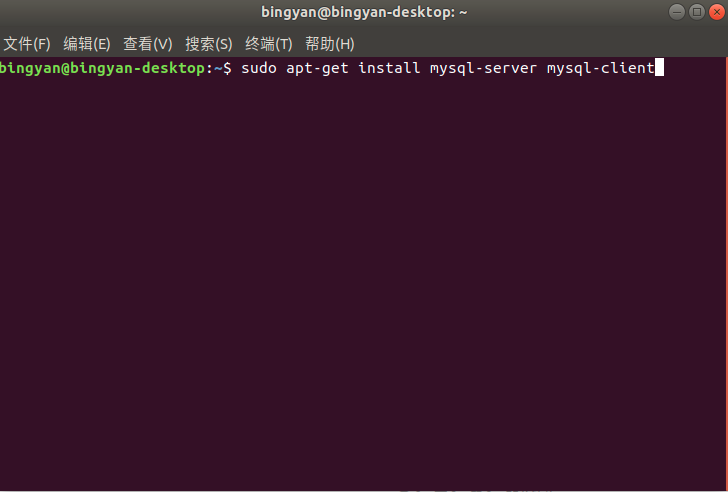 bingyan@bingyan-desktop: ~
文件(F) 编辑(E) 查看(V) 搜索(S) 终端(T) 帮助(H)
bingyan@bingyan-desktop:~$ sudo apt-get install mysql-server mysql-client